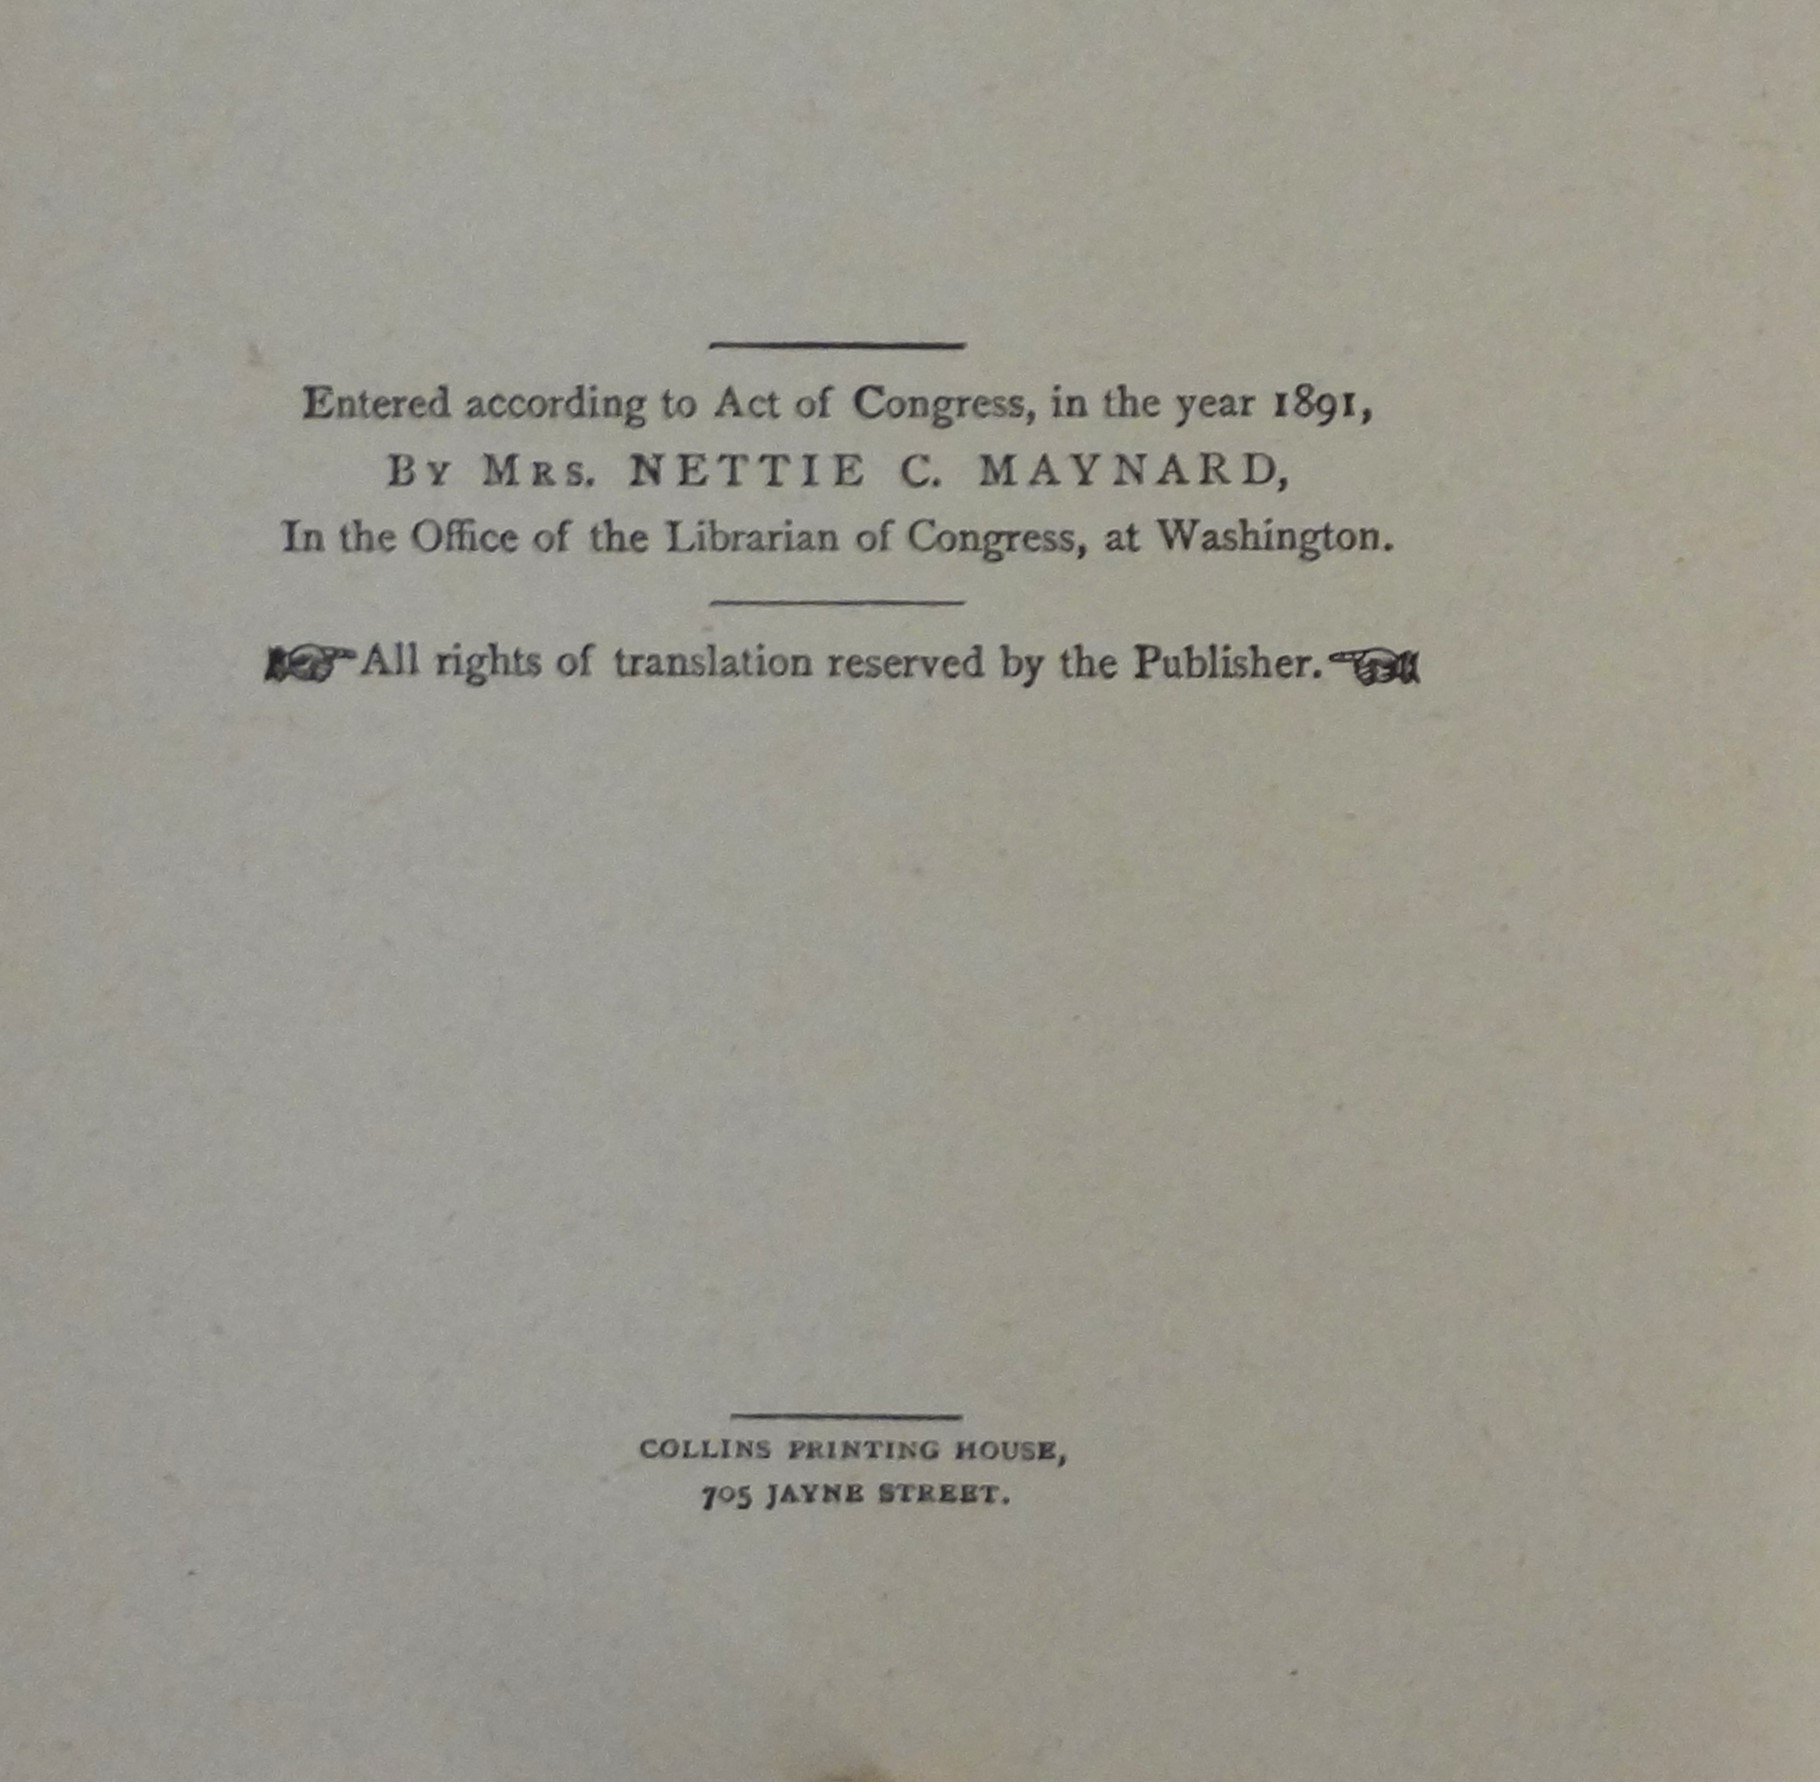 Entered according to Act of Congress, in the year 1891,
By Mrs. NETTIE C. MAYNARD,
In the Office of the Librarian of Congress, at Washington.
☞All rights of translation reserved by the Publisher.☜
COLLINS PRINTING HOUSE,
705 JAYNE STREET.